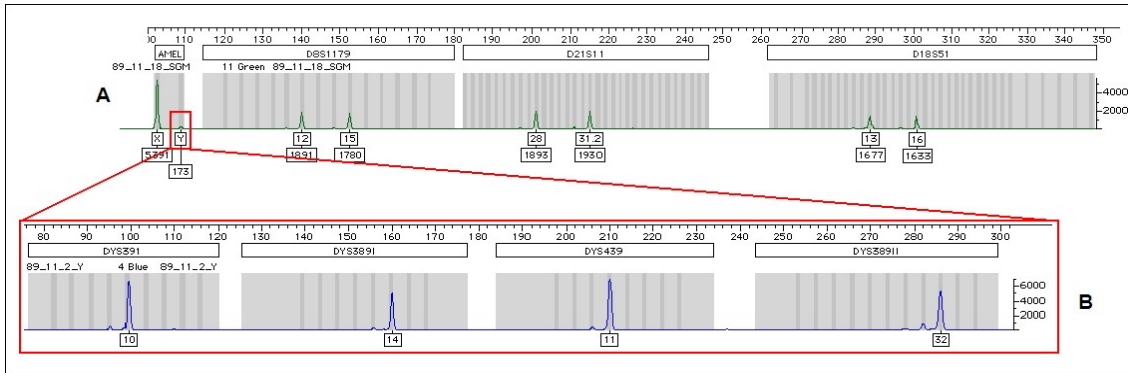 100 110 120 130 140 150 160 170 180 190 200 210 220 230 240 250 260 270 280 290 300 310 320 330 340 350
AMEL D8S1179 D21S11 D18S51
89_11_18_SGM 11 Green 89_11_18_SGM
A
4000
2000
X Y 12 15 28 31.2 13 16
5391 173 1891 1780 1893 1930 1677 1633
80 90 100 110 120 130 140 150 160 170 180 190 200 210 220 230 240 250 260 270 280 290 300
DYS391 DYS389I DYS439 DYS389II
89_11_2_Y 4 Blue 89_11_2_Y
6000
4000
2000
B
10 14 11 32